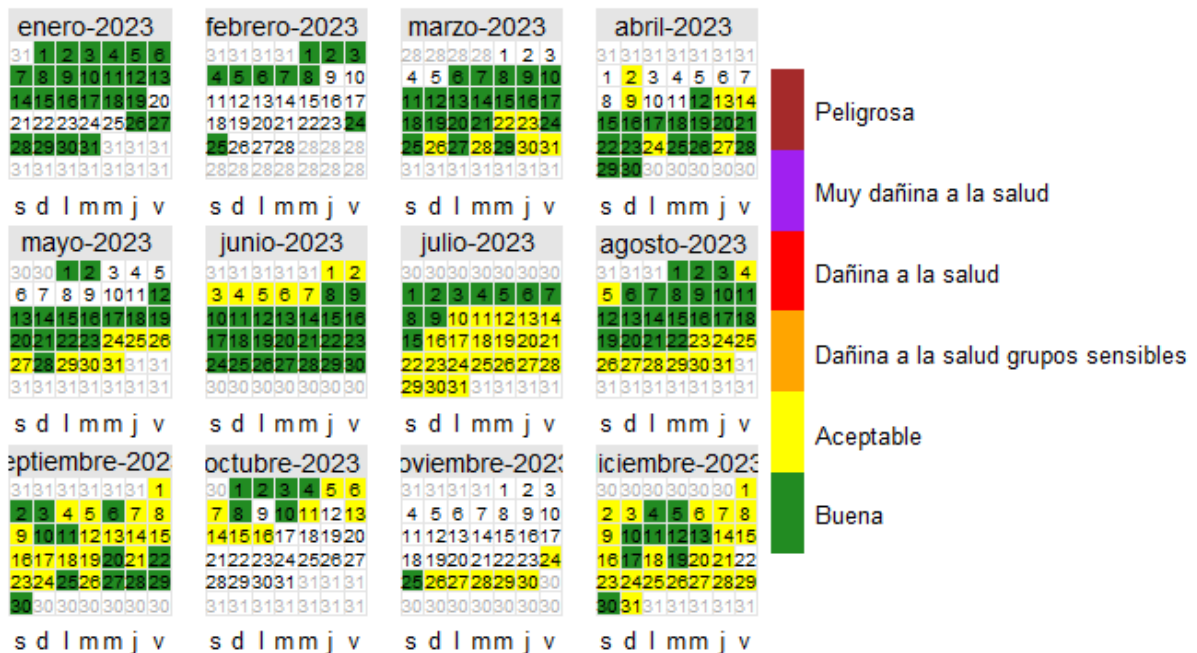 enero-2023
31 1 2 3 4 5 6
7 8 9 10 11 12 13
14 15 16 17 18 19 20
21 22 23 24 25 26 27
28 29 30 31 31 31 31
31 31 31 31 31 31 31
s d l m m j v
febrero-2023
31 31 31 31 1 2 3
4 5 6 7 8 9 10
11 12 13 14 15 16 17
18 19 20 21 22 23 24
25 26 27 28 28 28 28
28 28 28 28 28 28 28
s d l m m j v
marzo-2023
28 28 28 28 1 2 3
4 5 6 7 8 9 10
11 12 13 14 15 16 17
18 19 20 21 22 23 24
25 26 27 28 29 30 31
31 31 31 31 31 31 31
s d l m m j v
abril-2023
31 31 31 31 31 31 31
1 2 3 4 5 6 7
8 9 10 11 12 13 14
15 16 17 18 19 20 21
22 23 24 25 26 27 28
29 30 30 30 30 30 30
s d l m m j v
mayo-2023
30 30 1 2 3 4 5
6 7 8 9 10 11 12
13 14 15 16 17 18 19
20 21 22 23 24 25 26
27 28 29 30 31 31 31
31 31 31 31 31 31 31
s d l m m j v
junio-2023
31 31 31 31 31 1 2
3 4 5 6 7 8 9
10 11 12 13 14 15 16
17 18 19 20 21 22 23
24 25 26 27 28 29 30
30 30 30 30 30 30 30
s d l m m j v
julio-2023
30 30 30 30 30 30 30
1 2 3 4 5 6 7
8 9 10 11 12 13 14
15 16 17 18 19 20 21
22 23 24 25 26 27 28
29 30 31 31 31 31 31
s d l m m j v
agosto-2023
31 31 31 1 2 3 4
5 6 7 8 9 10 11
12 13 14 15 16 17 18
19 20 21 22 23 24 25
26 27 28 29 30 31 31
31 31 31 31 31 31 31
s d l m m j v
eptiembre-2023
31 31 31 31 31 31 1
2 3 4 5 6 7 8
9 10 11 12 13 14 15
16 17 18 19 20 21 22
23 24 25 26 27 28 29
30 30 30 30 30 30 30
s d l m m j v
octubre-2023
30 1 2 3 4 5 6
7 8 9 10 11 12 13
14 15 16 17 18 19 20
21 22 23 24 25 26 27
28 29 30 31 31 31 31
31 31 31 31 31 31 31
s d l m m j v
oviembre-2023
31 31 31 31 1 2 3
4 5 6 7 8 9 10
11 12 13 14 15 16 17
18 19 20 21 22 23 24
25 26 27 28 29 30 30
30 30 30 30 30 30 30
s d l m m j v
iciembre-2023
30 30 30 30 30 30 1
2 3 4 5 6 7 8
9 10 11 12 13 14 15
16 17 18 19 20 21 22
23 24 25 26 27 28 29
30 31 31 31 31 31 31
s d l m m j v
Peligrosa
Muy dañina a la salud
Dañina a la salud
Dañina a la salud grupos sensibles
Aceptable
Buena